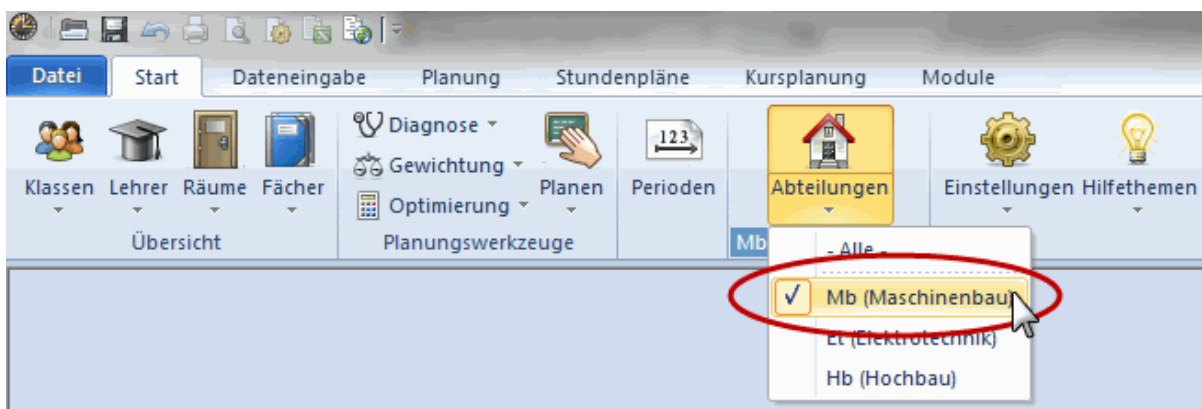 Datei Start Dateneingabe Planung Stundenpläne Kursplanung Module
Klassen Lehrer Räume Fächer
Übersicht
Diagnose
Gewichtung
Optimierung
Planen
Planungswerkzeuge
123
Perioden
Abteilungen
Mb
Einstellungen Hilfethemen
- Alle -
Mb (Maschinenbau)
Et (Elektrotechnik)
Hb (Hochbau)